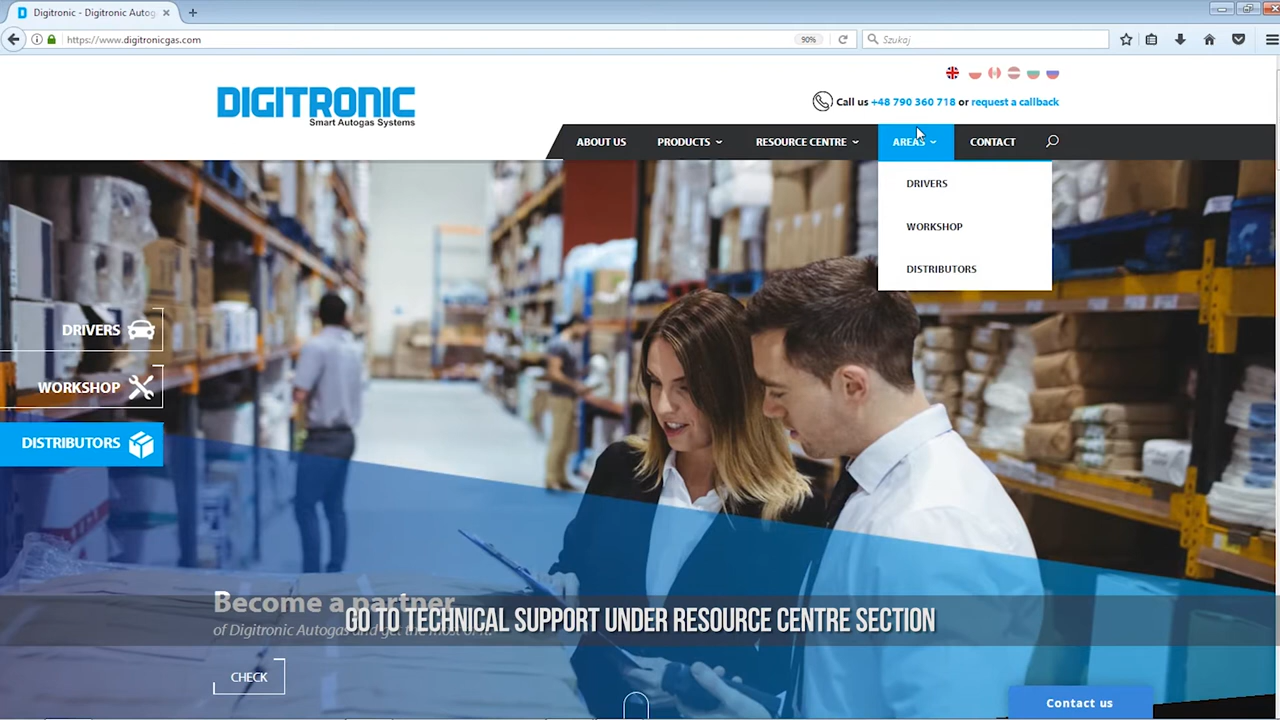 Digitronic - Digitronic Autog
https://www.digitronicgas.com
90%
Szukaj
DIGITRONIC
Smart Autogas Systems
Call us +48 790 360 718 or request a callback
ABOUT US
PRODUCTS
RESOURCE CENTRE
AREAS
CONTACT
DRIVERS
WORKSHOP
DISTRIBUTORS
DRIVERS
WORKSHOP
DISTRIBUTORS
Become a partner
GO TO TECHNICAL SUPPORT UNDER RESOURCE CENTRE SECTION
of Digitronic Autogas and get the most of it.
CHECK
Contact us